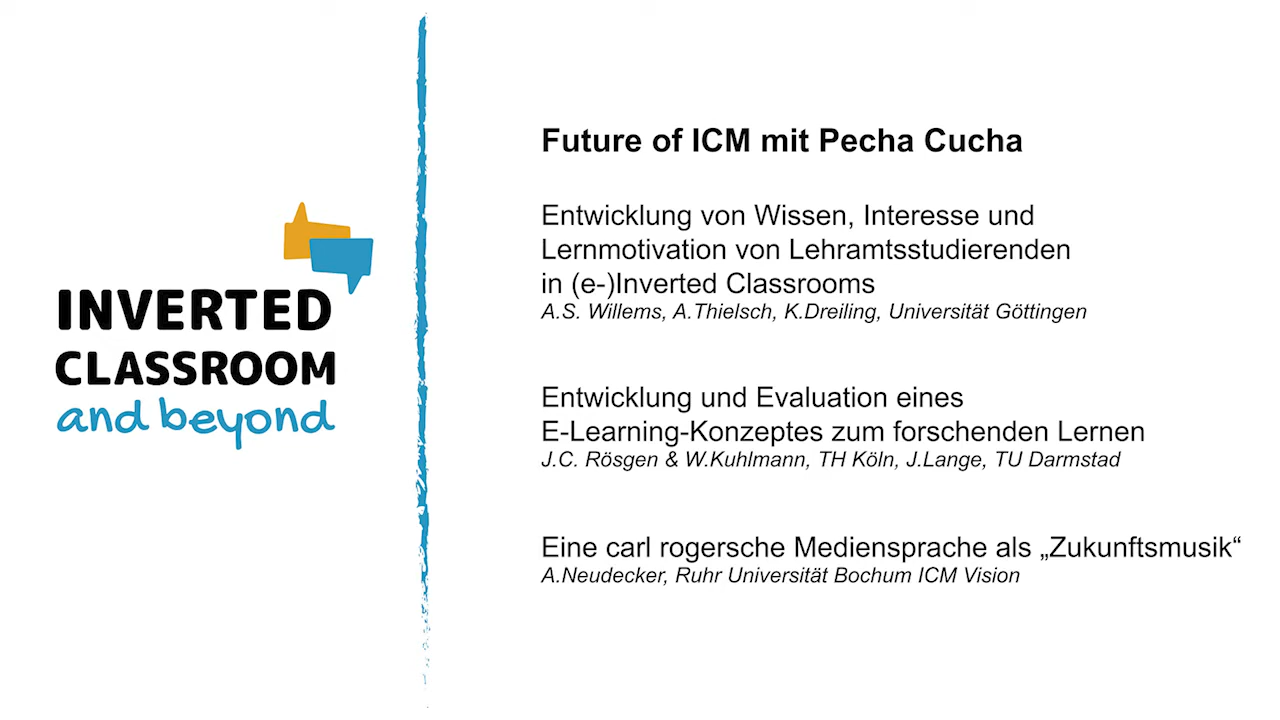 INVERTED
CLASSROOM
and beyond
Future of ICM mit Pecha Cucha
Entwicklung von Wissen, Interesse und
Lernmotivation von Lehramtsstudierenden
in (e-)Inverted Classrooms
A.S. Willems, A.Thielsch, K.Dreiling, Universität Göttingen
Entwicklung und Evaluation eines
E-Learning-Konzeptes zum forschenden Lernen
J.C. Rösgen & W.Kuhlmann, TH Köln, J.Lange, TU Darmstad
Eine carl rogersche Mediensprache als „Zukunftsmusik“
A.Neudecker, Ruhr Universität Bochum ICM Vision